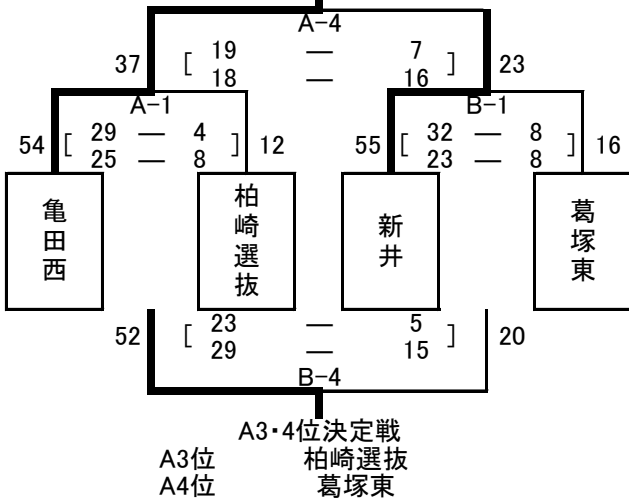 A-4
37 [ 19 — 7 ] 23
18 — 16
A-1 B-1
54 [ 29 — 4 ] 12 55 [ 32 — 8 ] 16
25 — 8 23 — 8
亀田西 柏崎選抜 新井 葛塚東
52 [ 23 — 5 ] 20
29 — 15
B-4
A3・4位決定戦
A3位 柏崎選抜
A4位 葛塚東